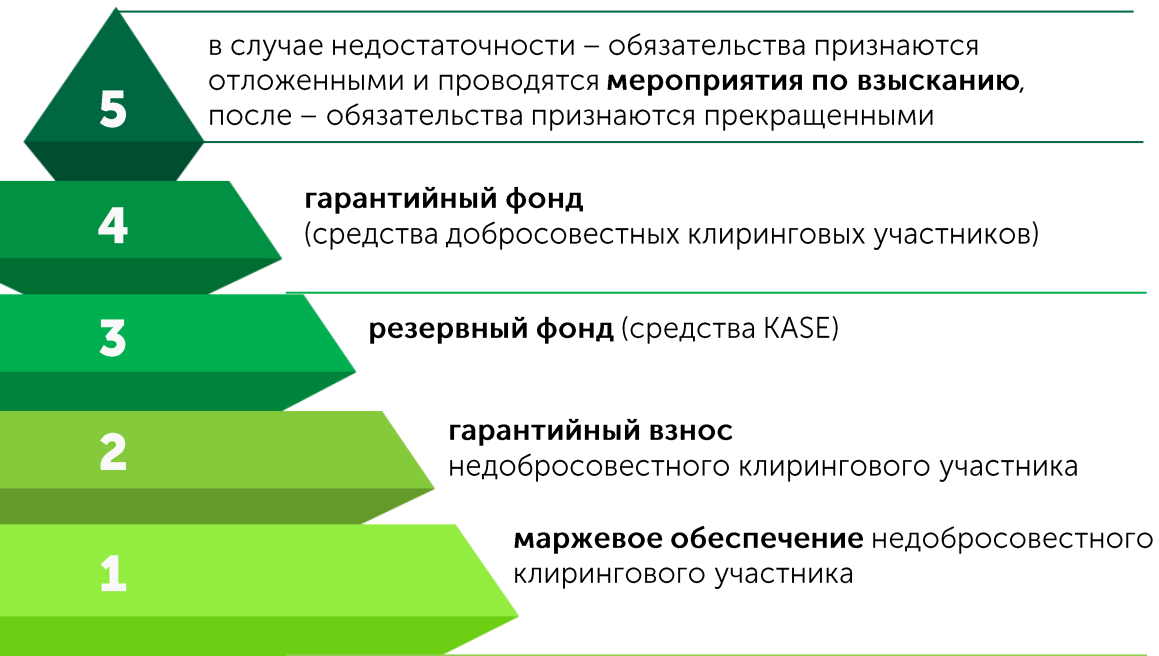 5
в случае недостаточности – обязательства признаются
отложенными и проводятся мероприятия по взысканию,
после – обязательства признаются прекращенными
4
гарантийный фонд
(средства добросовестных клиринговых участников)
3
резервный фонд (средства KASE)
2
гарантийный взнос
недобросовестного клирингового участника
1
маржевое обеспечение недобросовестного
клирингового участника